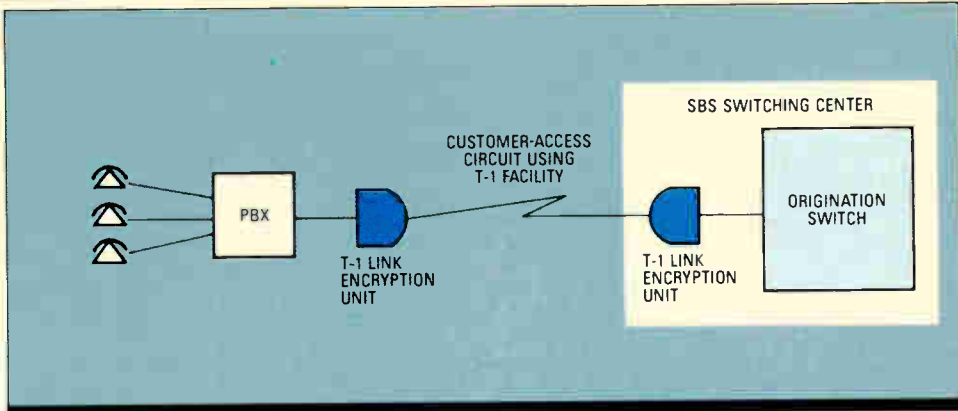 SBS SWITCHING CENTER
CUSTOMER-ACCESS
CIRCUIT USING
T-1 FACILITY
PBX
ORIGINATION
SWITCH
T-1 LINK
ENCRYPTION
UNIT
T-1 LINK
ENCRYPTION
UNIT